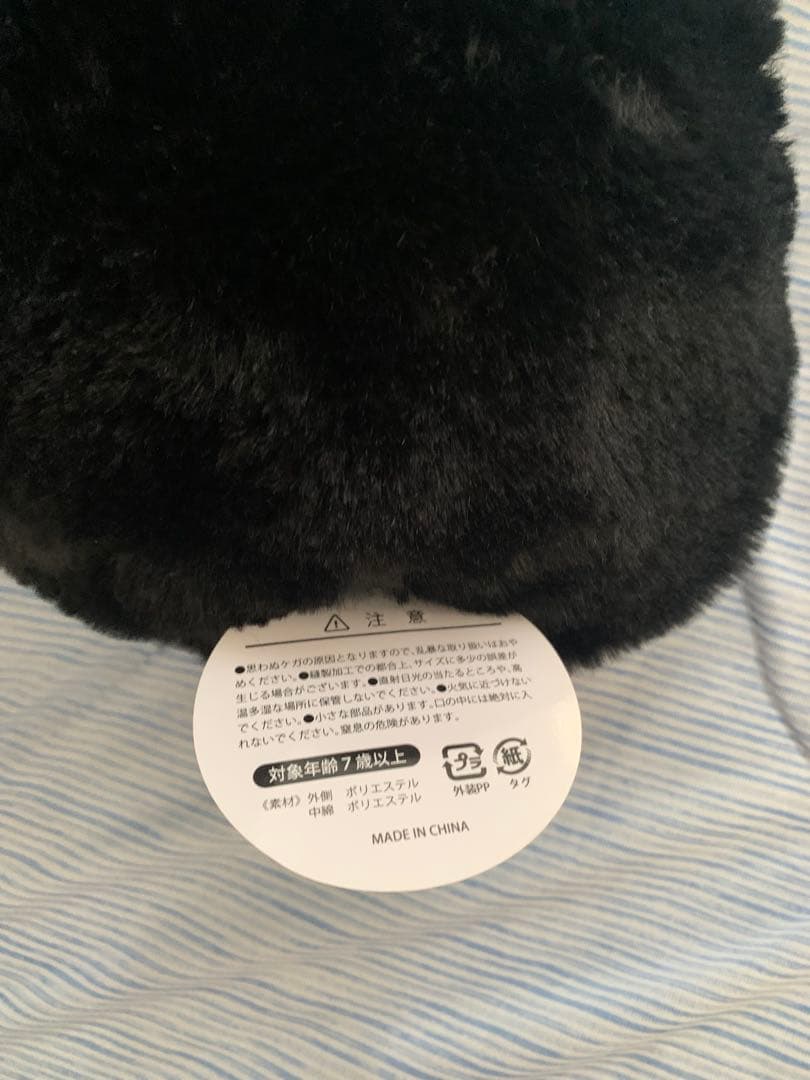 ⚠ 注意
●思わぬケガの原因となりますので、乱暴な取り扱いはおや
めください。●縫製加工での都合上、サイズに多少の誤差が
生じる場合がございます。●直射日光の当たるところや、高
温多湿な場所に保管しないでください。●火気に近づけない
でください。●小さな部品があります。口の中には絶対に入
れないでください。窒息の危険があります。
対象年齢7歳以上
《素材》外側 ポリエステル
中綿 ポリエステル
プラ
外装PP
紙
タグ
MADE IN CHINA